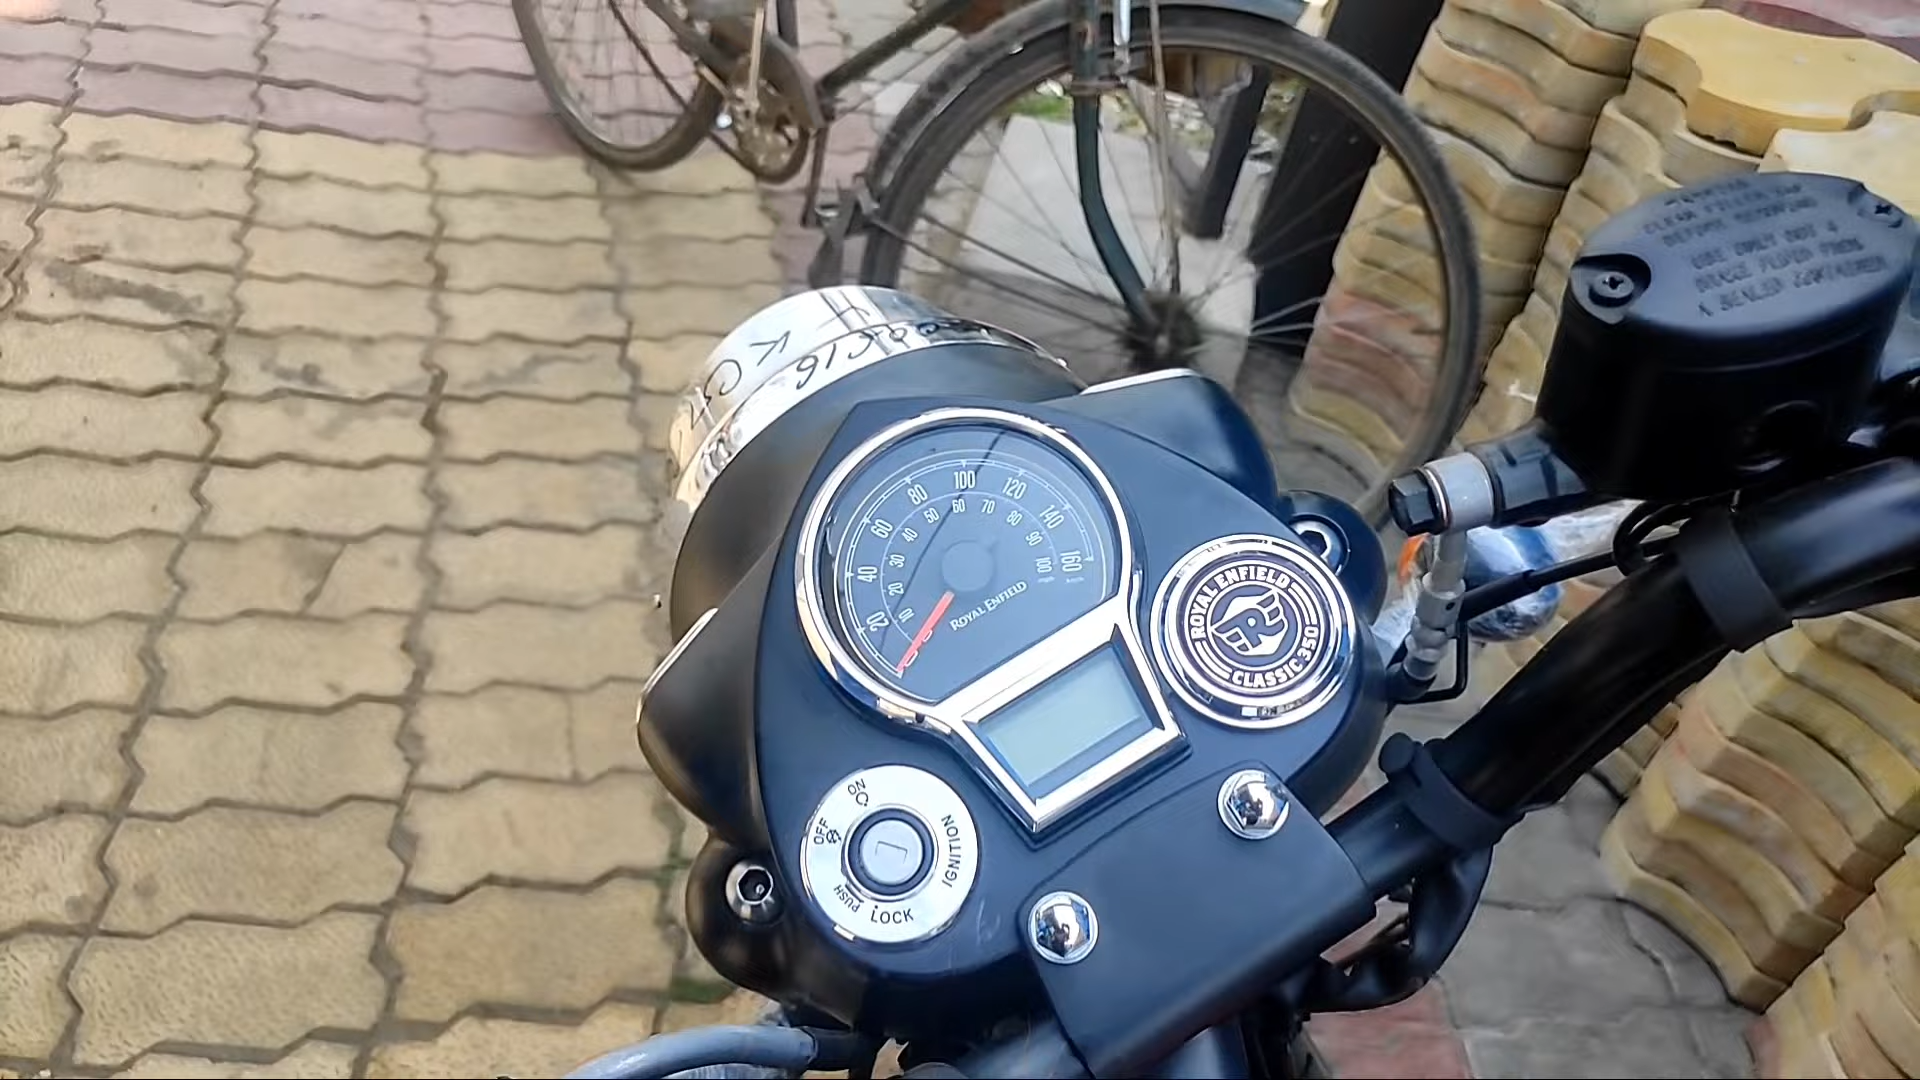 CLEAN FILLER CAP
BEFORE REMOVING
USE ONLY DOT 4
BRAKE FLUID FROM
A SEALED CONTAINER
20
40
60
80
100
120
140
160
10
20
30
40
50
60
70
80
90
100
ROYAL ENFIELD
ROYAL ENFIELD
CLASSIC 350
ON
OFF
PUSH
LOCK
IGNITION